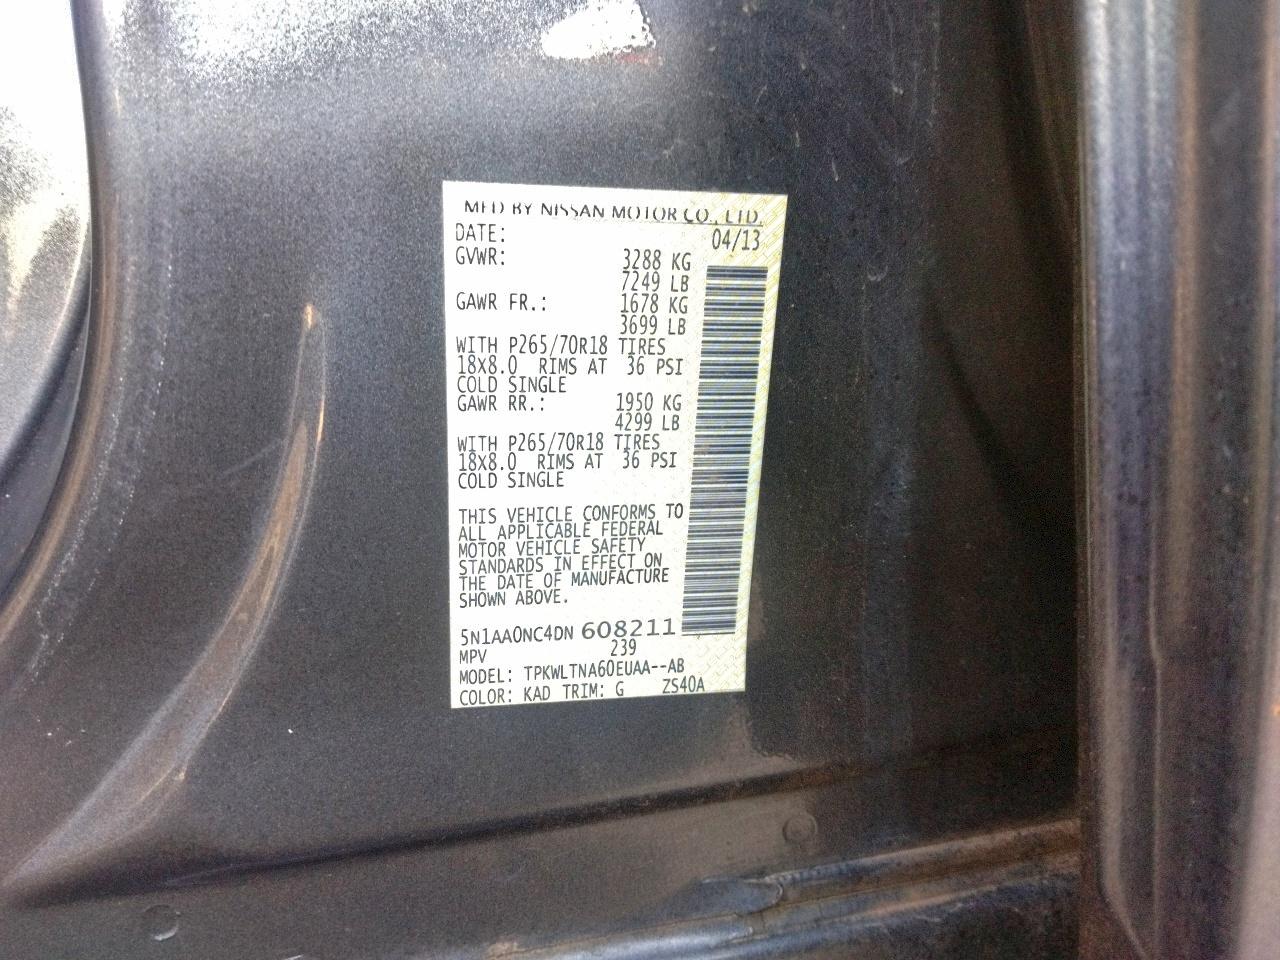 MFD BY NISSAN MOTOR CO., LTD.
DATE: 04/13
GVWR: 3288 KG
7249 LB
GAWR FR.: 1678 KG
3699 LB
WITH P265/70R18 TIRES
18X8.0 RIMS AT 36 PSI
COLD SINGLE
GAWR RR.: 1950 KG
4299 LB
WITH P265/70R18 TIRES
18X8.0 RIMS AT 36 PSI
COLD SINGLE
THIS VEHICLE CONFORMS TO
ALL APPLICABLE FEDERAL
MOTOR VEHICLE SAFETY
STANDARDS IN EFFECT ON
THE DATE OF MANUFACTURE
SHOWN ABOVE.
5N1AA0NC4DN608211
MPV 239
MODEL: TPKWLTNA60EUAA--AB
COLOR: KAD TRIM: G ZS40A